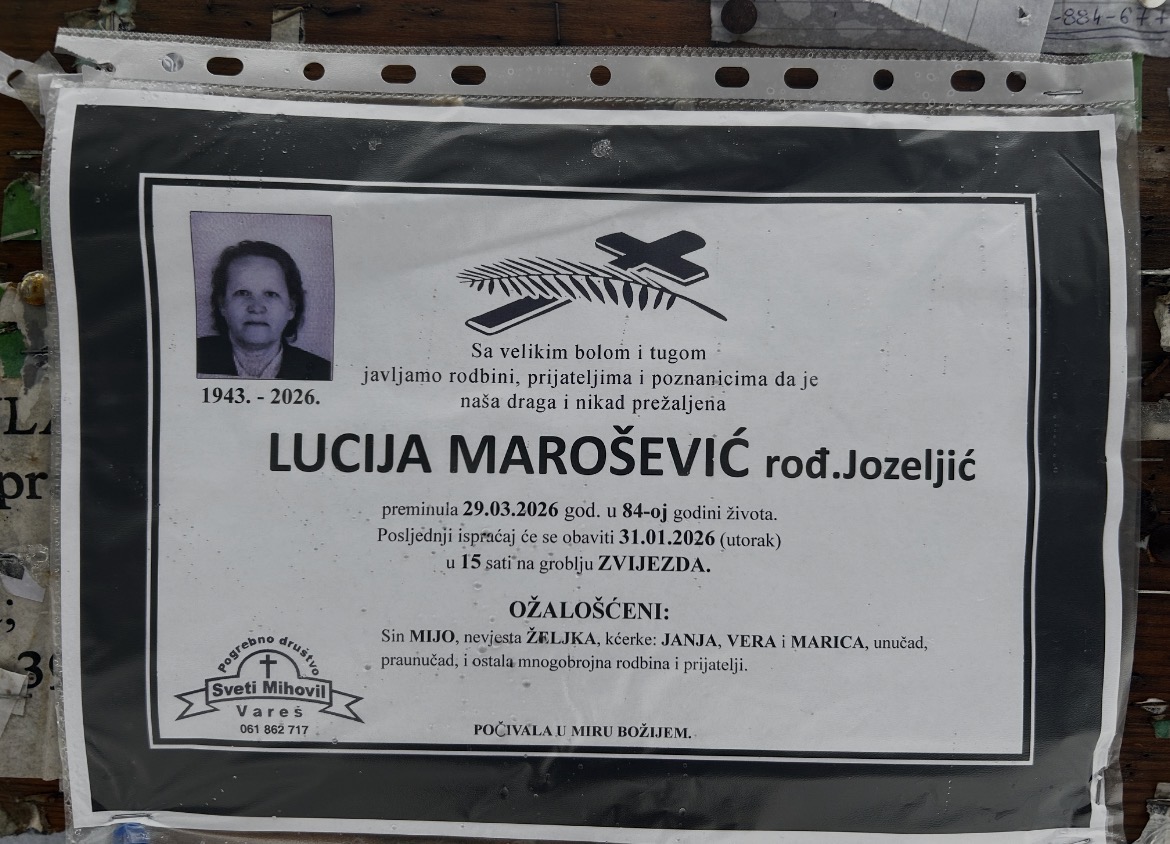 -884-677
Sa velikim bolom i tugom
javljamo rodbini, prijateljima i poznanicima da je
naša draga i nikad prežaljena
1943. - 2026.
LUCIJA MAROŠEVIĆ rođ.Jozeljić
preminula 29.03.2026 god. u 84-oj godini života.
Posljednji ispraćaj će se obaviti 31.01.2026 (utorak)
u 15 sati na groblju ZVIJEZDA.
OŽALOŠĆENI:
Sin MIJO, nevjesta ŽELJKA, kćerke: JANJA, VERA i MARICA, unučad,
praunučad, i ostala mnogobrojna rodbina i prijatelji.
Pogrebno društvo
Sveti Mihovil
Vareš
061 862 717
POČIVALA U MIRU BOŽIJEM.